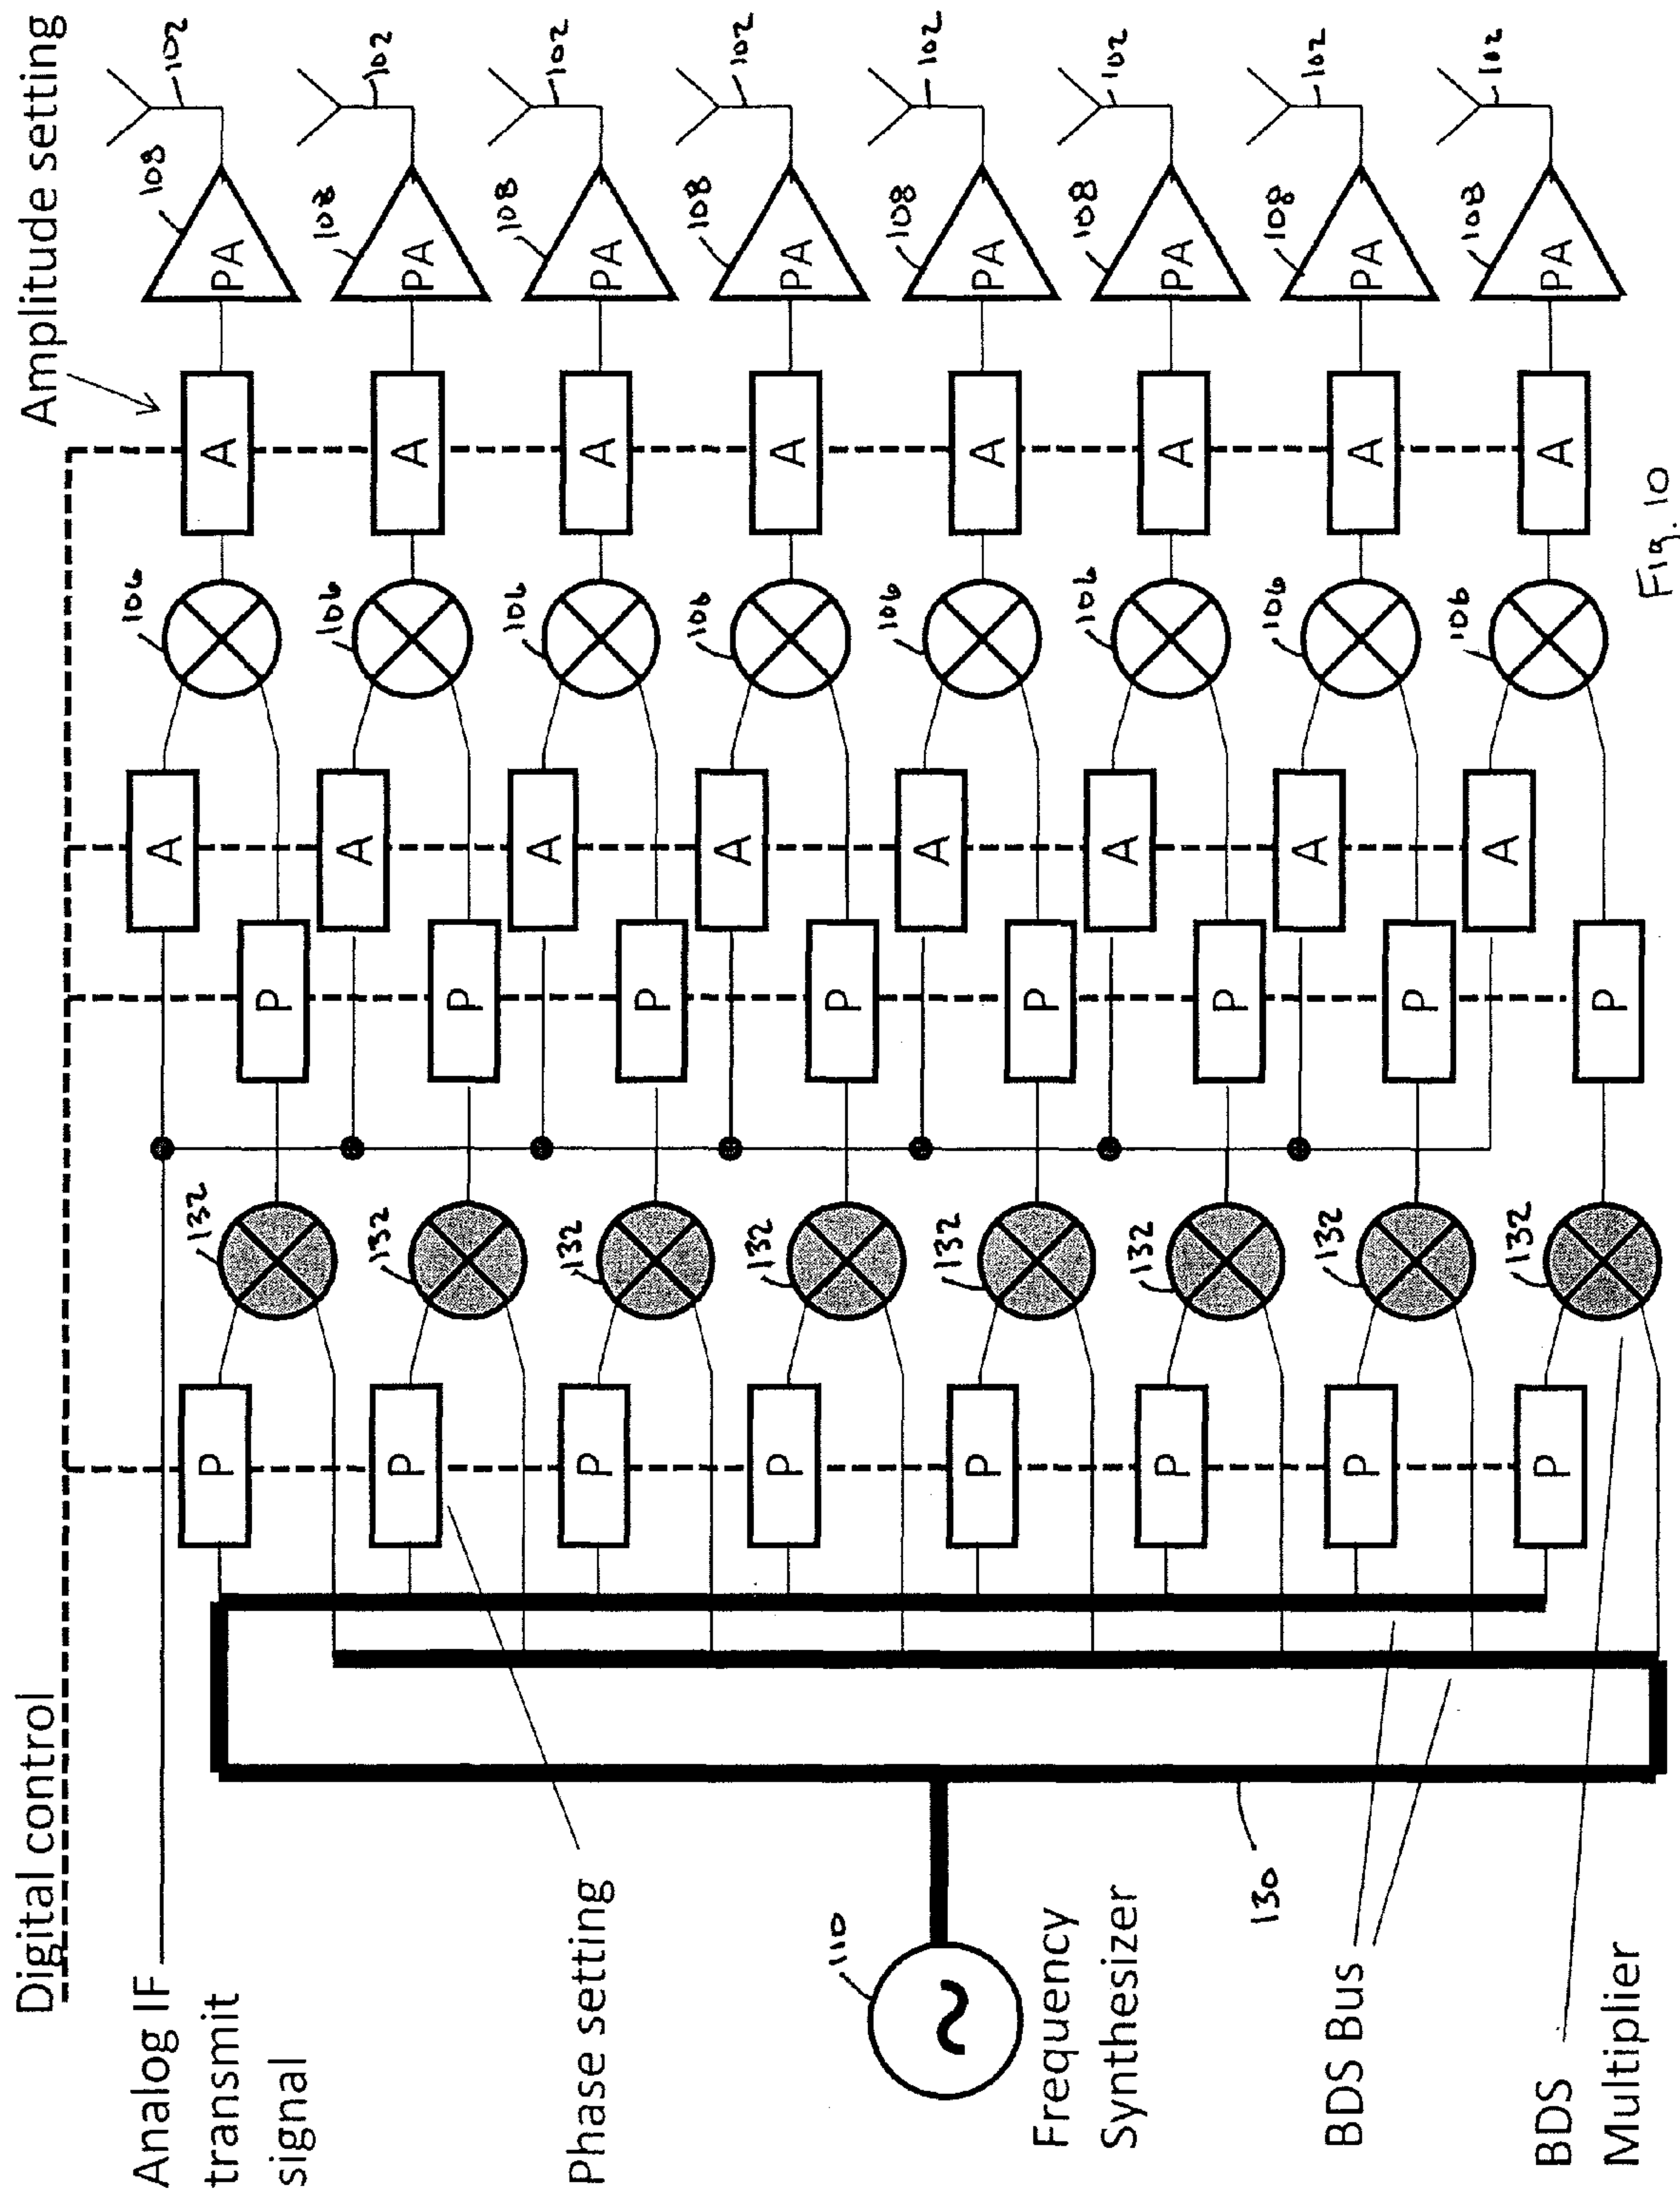 Digital control
Amplitude setting
Analog IF
transmit
signal
132
106
108
102
A
P
P
A
PA
132
106
108
102
A
P
P
A
PA
132
106
108
102
A
P
P
A
PA
Phase setting
132
106
108
102
A
P
P
A
PA
110
132
106
108
102
A
P
P
A
PA
Frequency
Synthesizer
132
106
108
102
A
P
P
A
PA
130
132
106
108
102
A
P
P
A
PA
BDS Bus
132
106
108
102
A
P
P
A
PA
BDS
Multiplier
Fig. 10